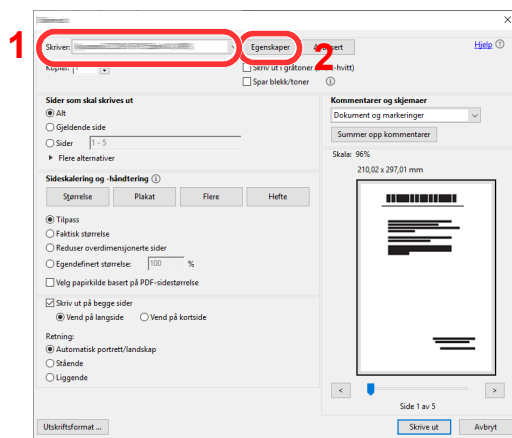 1
Skriver:
Egenskaper
2
Hjelp
Kopier: 1
Skriv ut i gråtoner
hvitt)
Spar blekk/toner
Sider som skal skrives ut
Alt
Gjeldende side
Sider 1 - 5
Flere alternativer
Kommentarer og skjemaer
Dokument og markeringer
Summer opp kommentarer
Skala: 96%
210,02 x 297,01 mm
Sideskalering og -håndtering
Størrelse Plakat Flere Hefte
Tilpass
Faktisk størrelse
Reduser overdimensjonerte sider
Egendefinert størrelse: 100 %
Velg papirkilde basert på PDF-sidestørrelse
Skriv ut på begge sider
Vend på langside Vend på kortside
Retning:
Automatisk portrett/landskap
Stående
Liggende
< >
Side 1 av 5
Utskriftsformat ... Skrive ut Avbryt